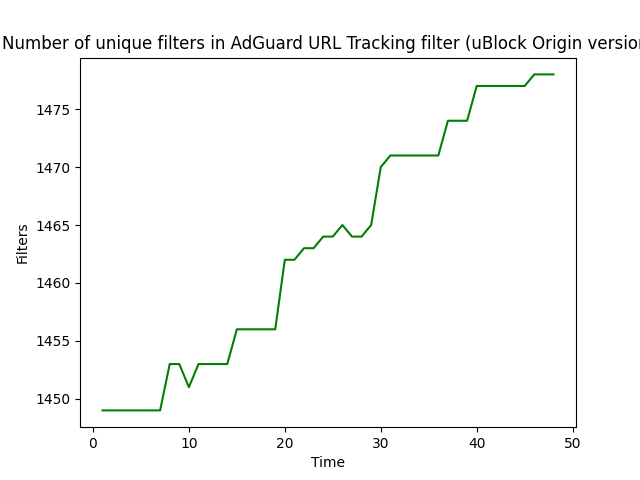 Number of unique filters in AdGuard URL Tracking filter (uBlock Origin version
1475
1470
1465
1460
1455
1450
Filters
0 10 20 30 40 50
Time